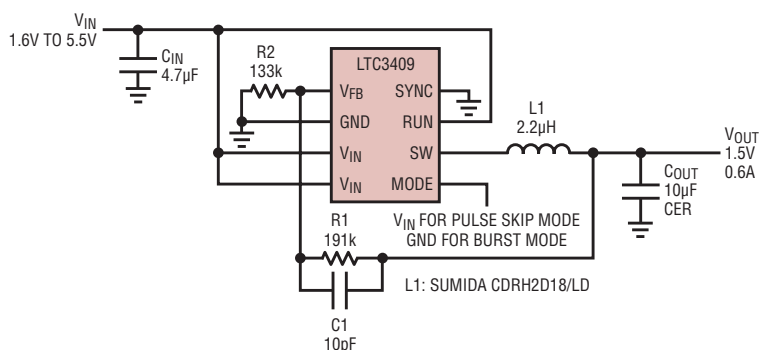 VIN
1.6V TO 5.5V
CIN
4.7µF
R2
133k
LTC3409
VFB
GND
VIN
VIN
SYNC
RUN
SW
MODE
L1
2.2µH
VOUT
1.5V
0.6A
COUT
10µF
CER
VIN FOR PULSE SKIP MODE
GND FOR BURST MODE
R1
191k
L1: SUMIDA CDRH2D18/LD
C1
10pF